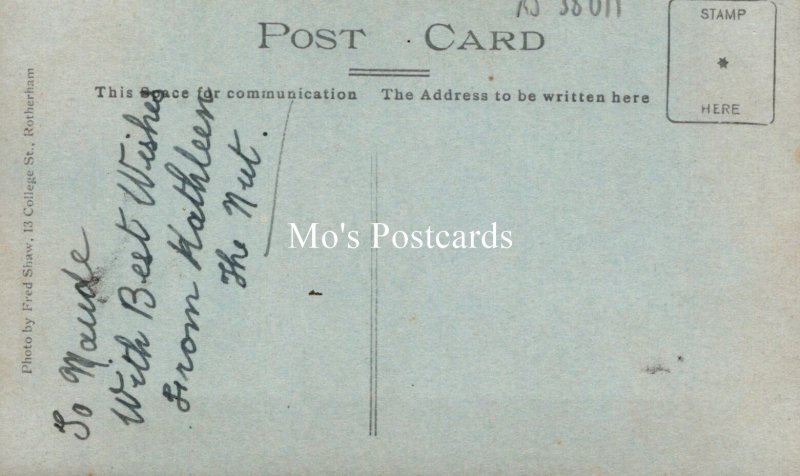 POST CARD
STAMP
HERE
This Space for communication
The Address to be written here
Photo by Fred Shaw, 13 College St., Rotherham
To Maude
With Best Wishes
From Kathleen
The Nut.
Mo's Postcards